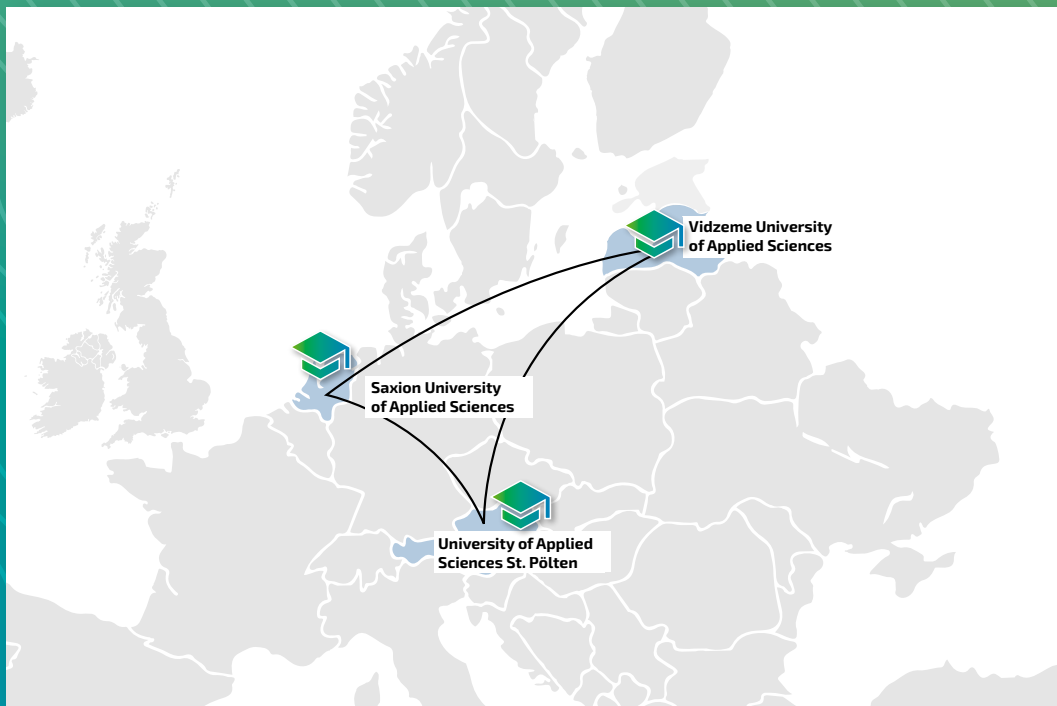 Vidzeme University
of Applied Sciences
Saxion University
of Applied Sciences
University of Applied
Sciences St. Pölten